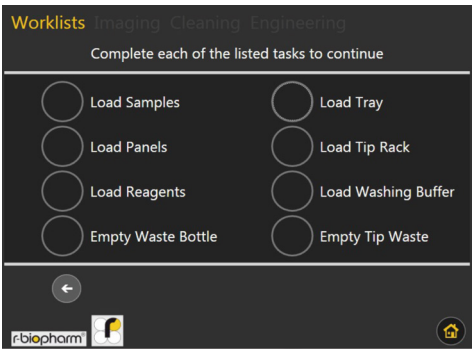 Worklists Imaging Cleaning Engineering
Complete each of the listed tasks to continue
Load Samples
Load Tray
Load Panels
Load Tip Rack
Load Reagents
Load Washing Buffer
Empty Waste Bottle
Empty Tip Waste
r-biopharm